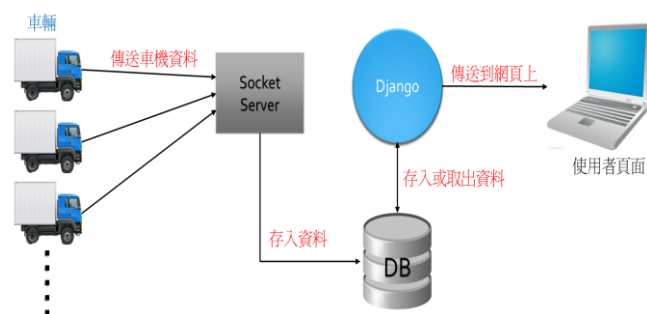 車輛
傳送車機資料
Socket
Server
存入資料
Django
傳送到網頁上
使用者頁面
存入或取出資料
DB